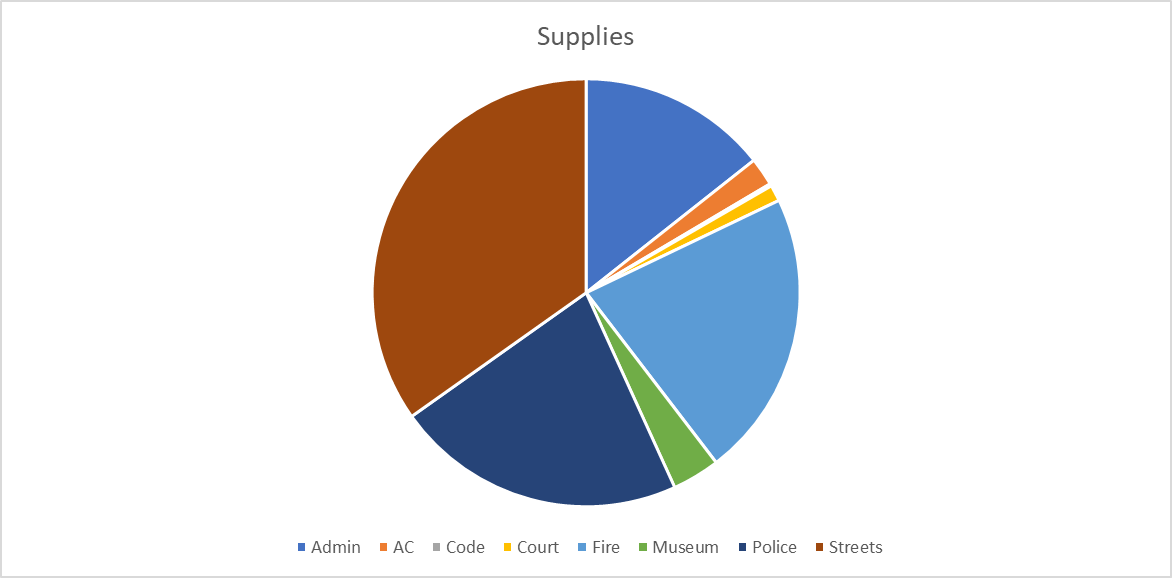 Supplies
Admin AC Code Court Fire Museum Police Streets